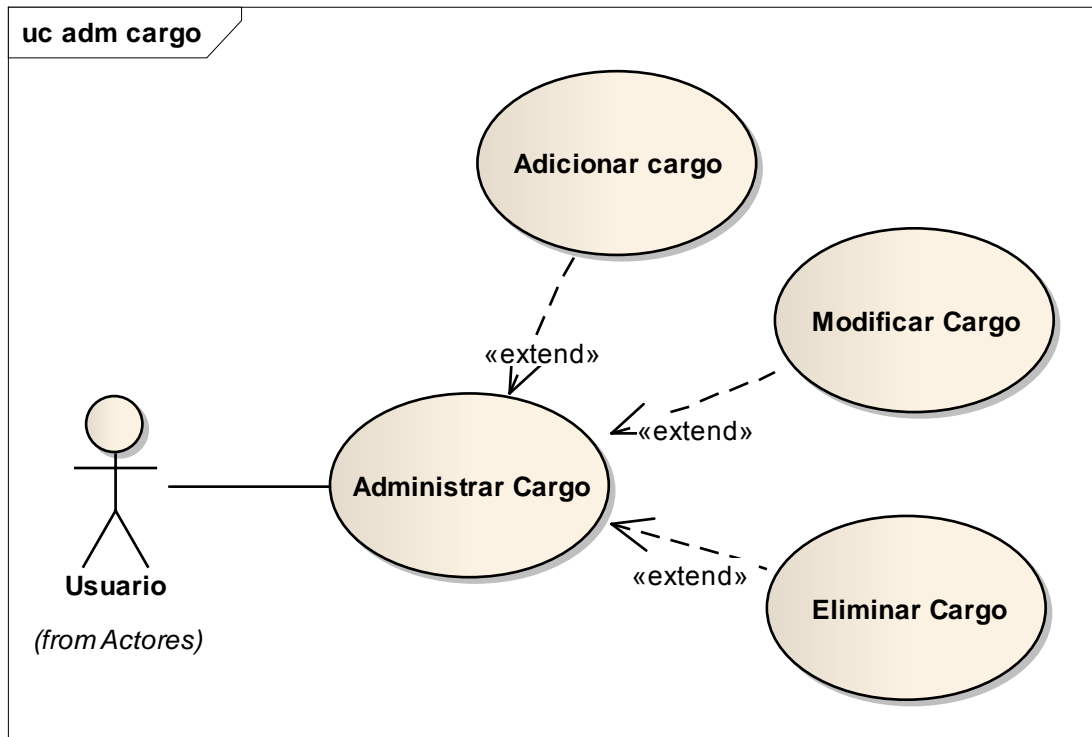 uc adm cargo
Adicionar cargo
Modificar Cargo
«extend»
«extend»
Administrar Cargo
«extend»
Usuario
Eliminar Cargo
(from Actores)